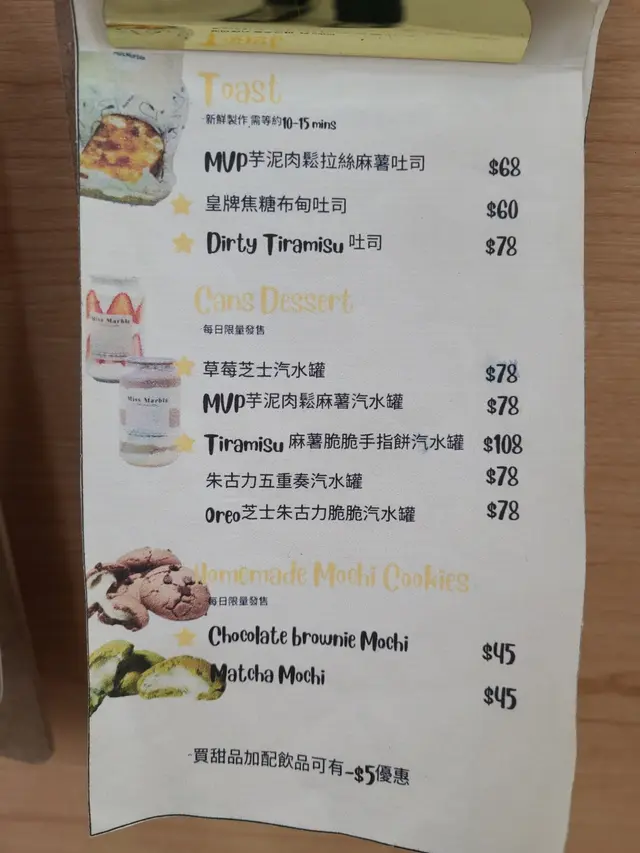 Toast
·新鮮製作,需等約10-15 mins
MVP芋泥肉鬆拉絲麻薯吐司 $68
皇牌焦糖布甸吐司 $60
Dirty Tiramisu 吐司 $78
Cans Dessert
·每日限量發售
Miss Marble
草莓芝士汽水罐 $78
Miss Marble
MVP芋泥肉鬆麻薯汽水罐 $78
Tiramisu 麻薯脆脆手指餅汽水罐 $108
朱古力五重奏汽水罐 $78
Oreo芝士朱古力脆脆汽水罐 $78
Homemade Mochi Cookies
·每日限量發售
Chocolate brownie Mochi $45
Matcha Mochi $45
·買甜品加配飲品可有-$5優惠